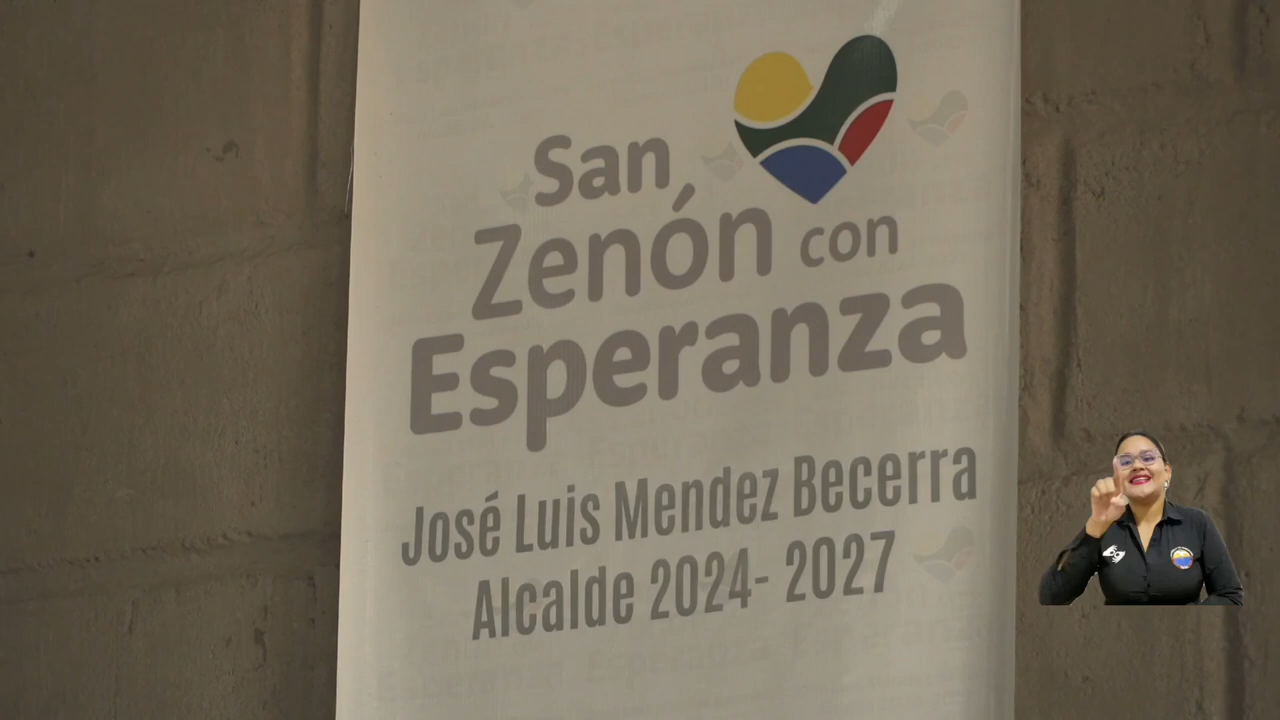 San
Zenón con
Esperanza
José Luis Mendez Becerra
Alcalde 2024- 2027